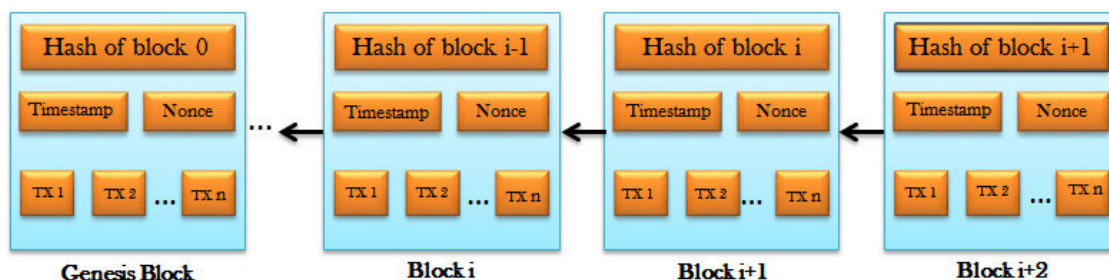 Hash of block 0
Timestamp Nonce
TX 1 TX 2 ... TX n
Genesis Block
...
Hash of block i-1
Timestamp Nonce
TX 1 TX 2 ... TX n
Block i
Hash of block i
Timestamp Nonce
TX 1 TX 2 ... TX n
Block i+1
Hash of block i+1
Timestamp Nonce
TX 1 TX 2 ... TX n
Block i+2